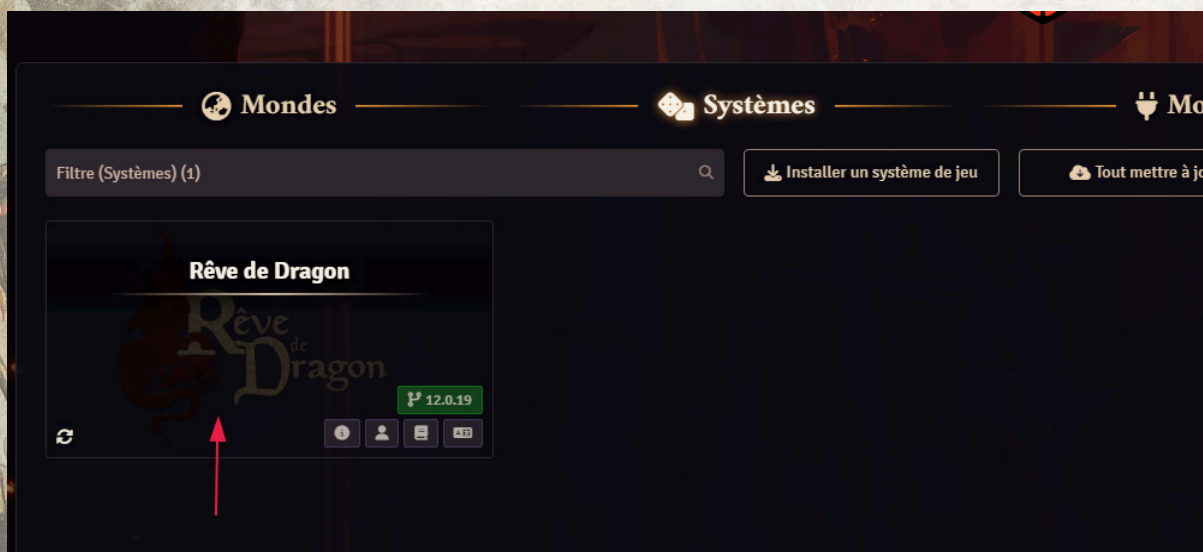 Mondes
Systèmes
Mo
Filtre (Systèmes) (1)
Installer un système de jeu
Tout mettre à jo
Rêve de Dragon
Rêve
de
Dragon
12.0.19